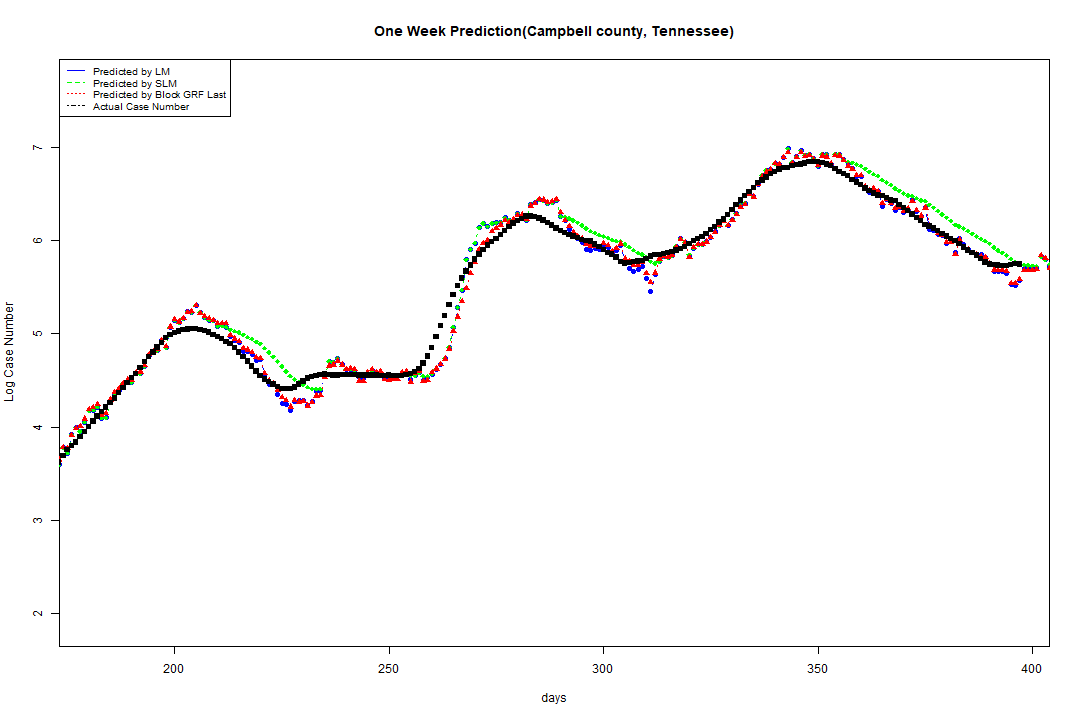 One Week Prediction(Campbell county, Tennessee)
Predicted by LM
Predicted by SLM
Predicted by Block GRF Last
Actual Case Number
7
6
5
4
3
2
Log Case Number
200
250
300
350
400
days